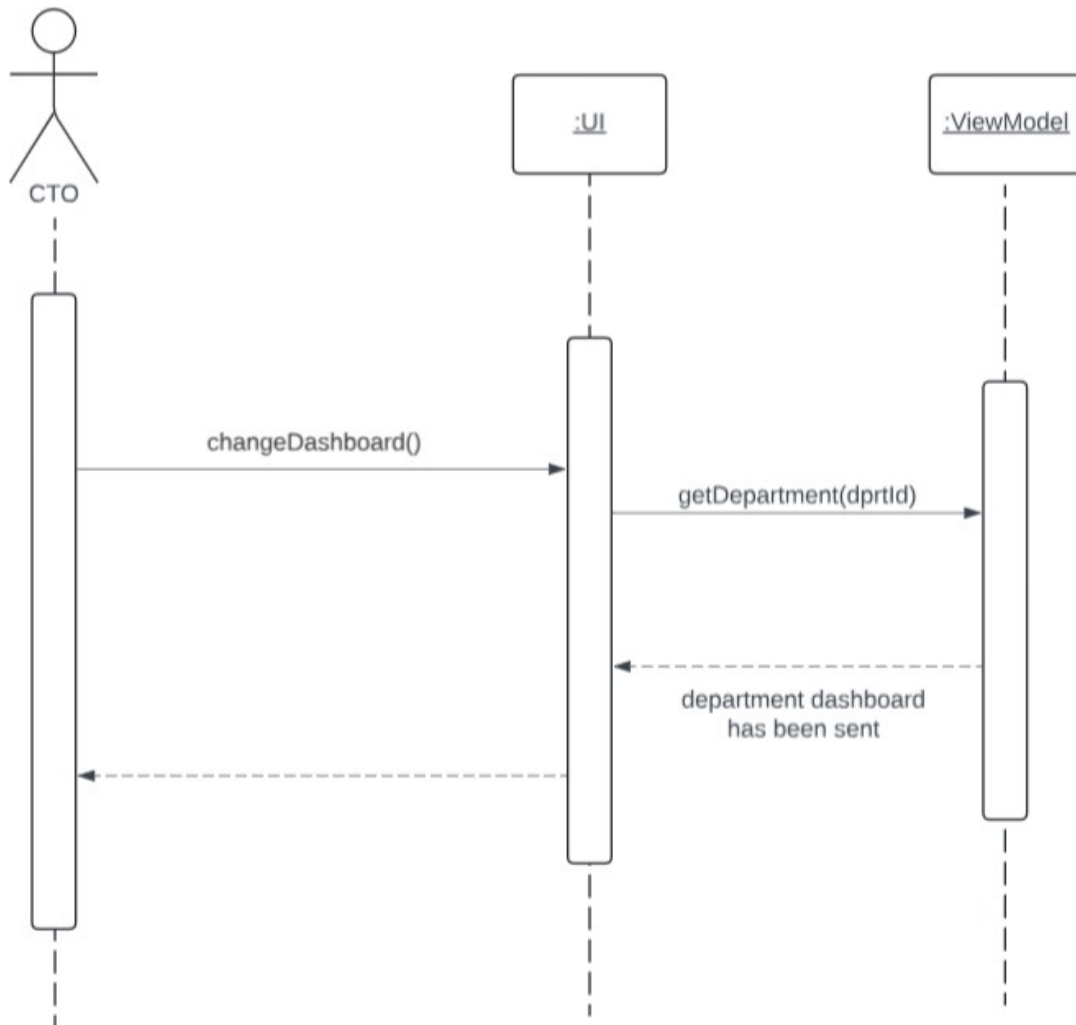 :UI
:ViewModel
CTO
changeDashboard()
getDepartment(dprtId)
department dashboard
has been sent